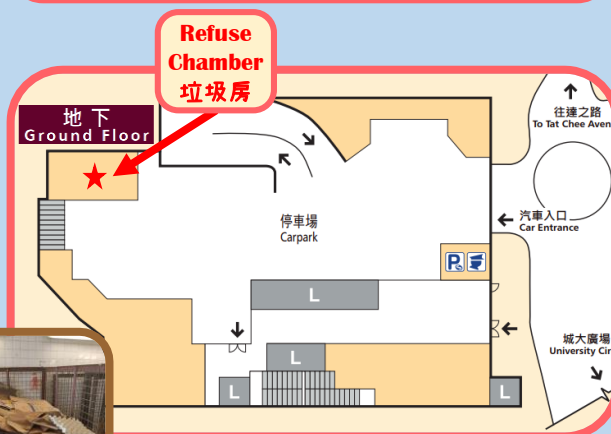 Refuse
Chamber
垃圾房
地下
Ground Floor
往達之路
To Tat Chee Aven
停車場
Carpark
汽車入口
Car Entrance
P
L
城大廣場
University Cir
L
L
L